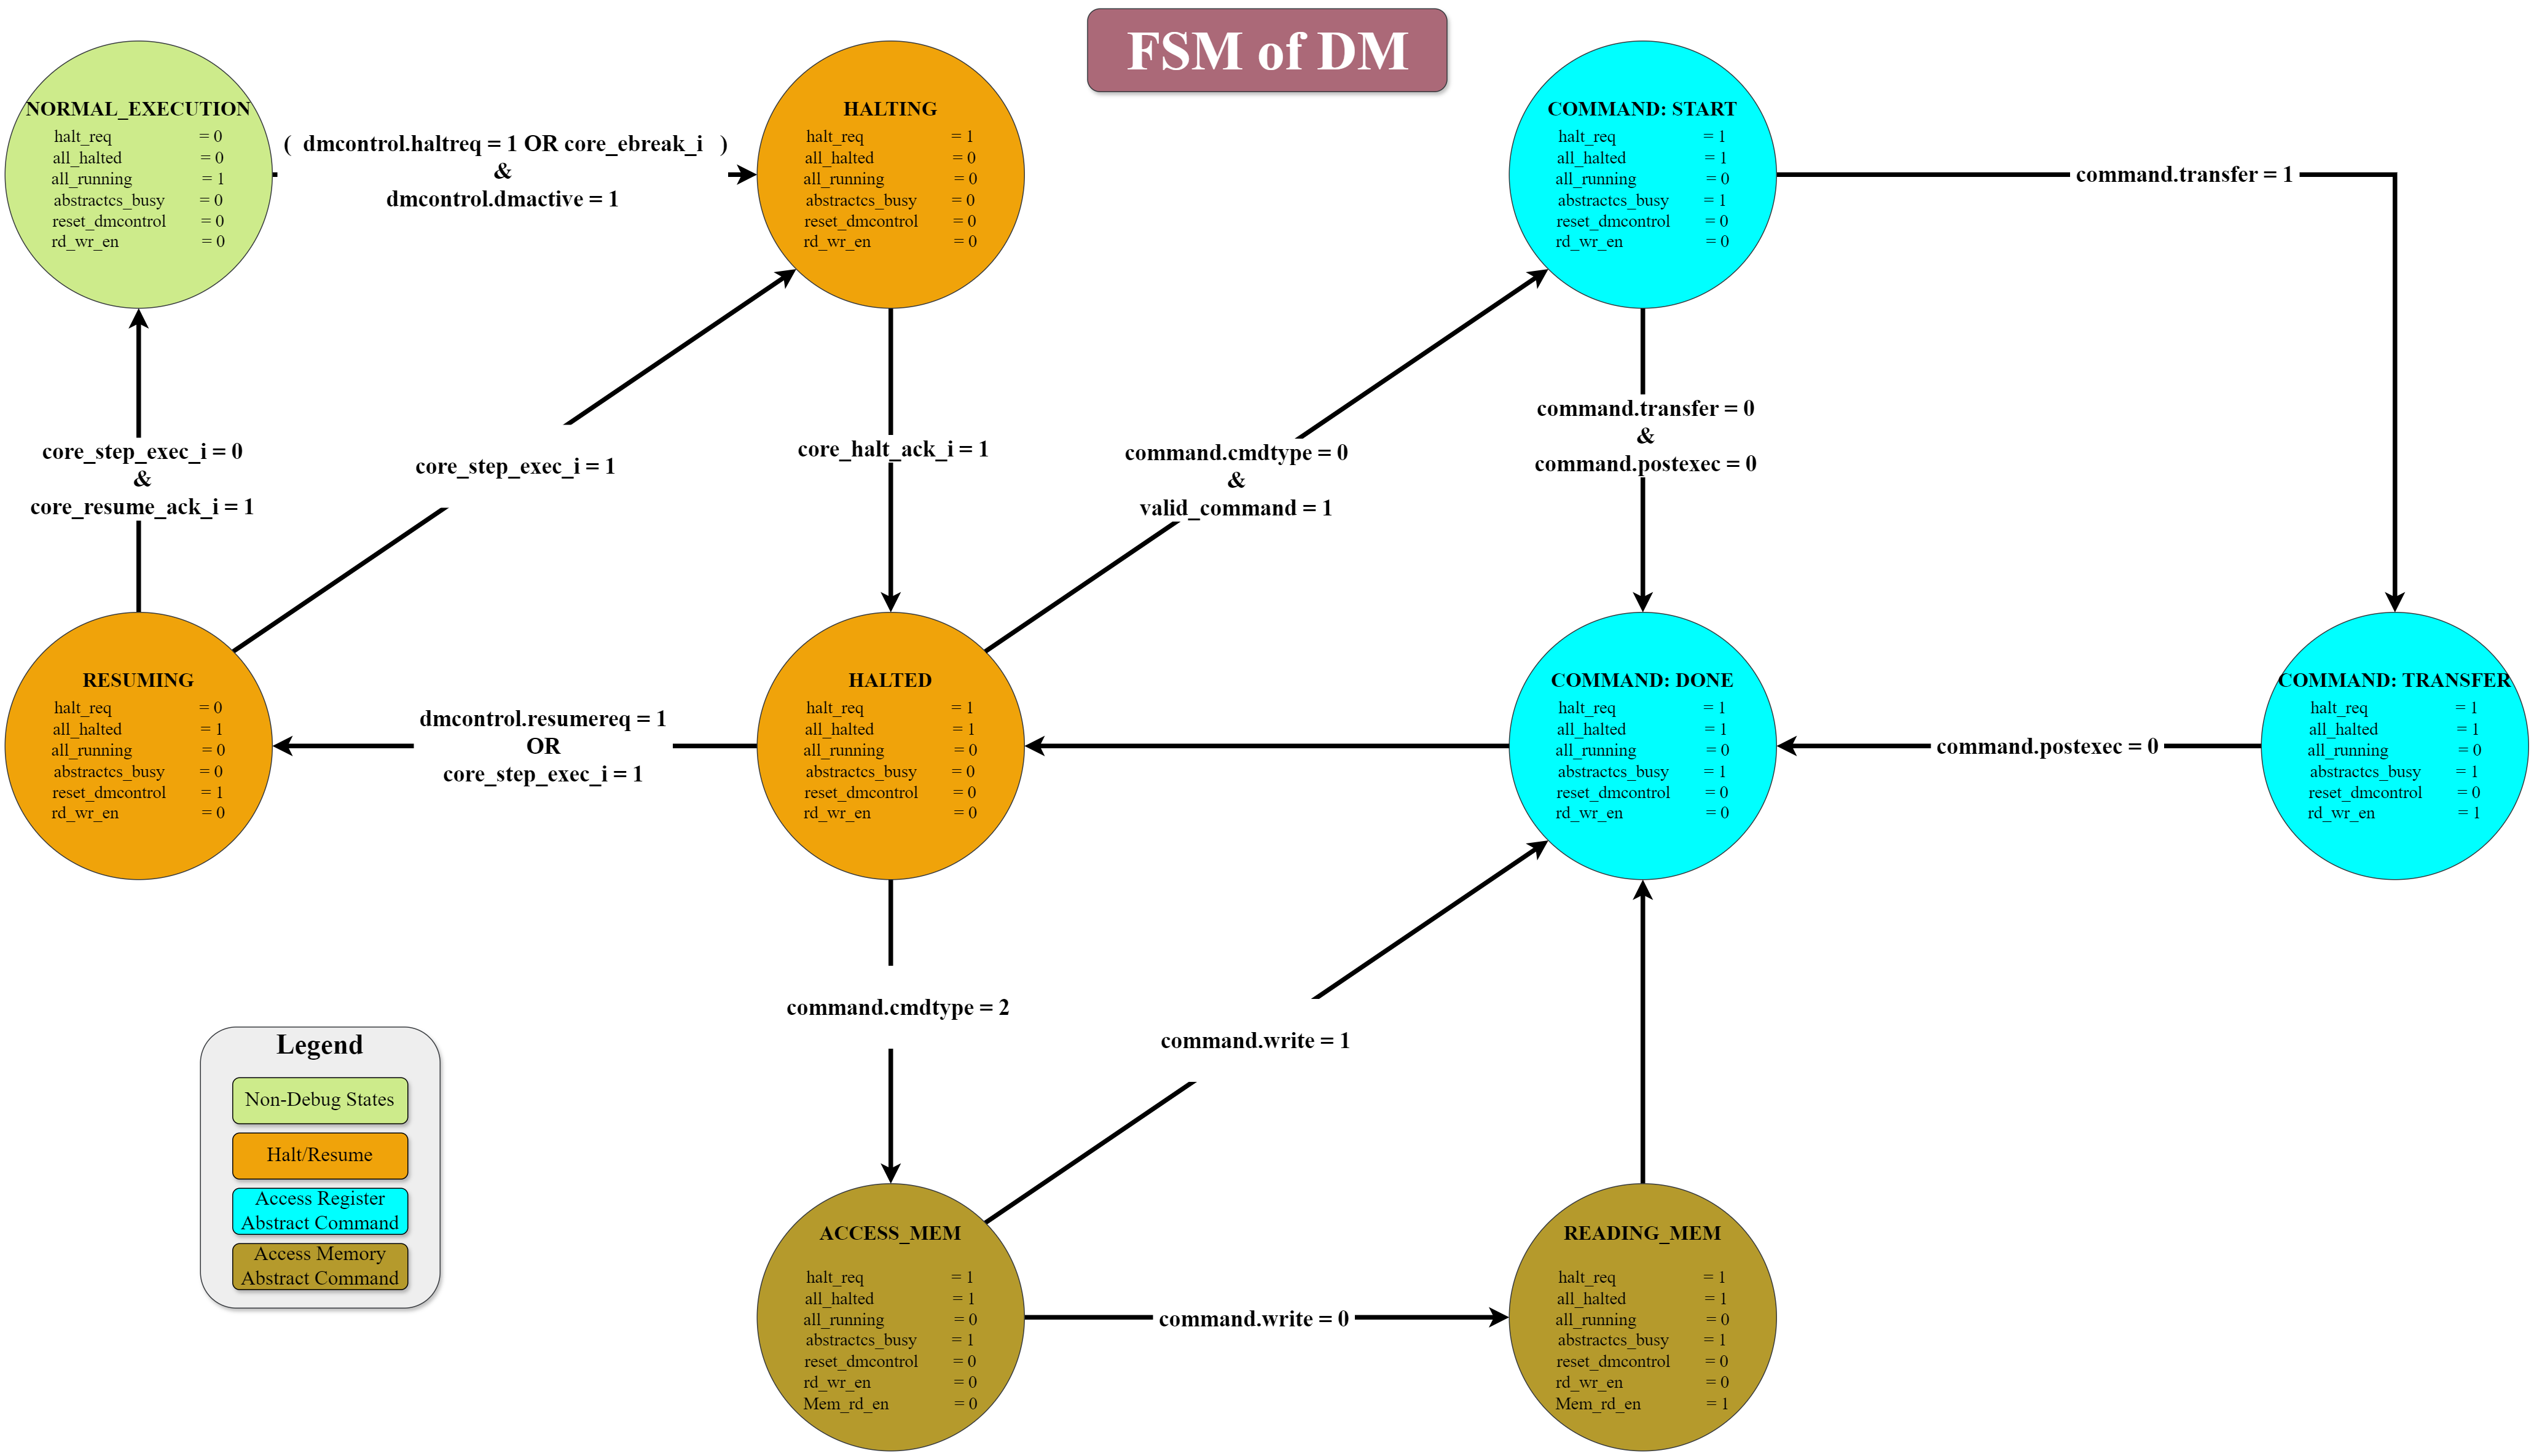 FSM of DM
NORMAL_EXECUTION
halt_req = 0
all_halted = 0
all_running = 1
abstractcs_busy = 0
reset_dmcontrol = 0
rd_wr_en = 0
( dmcontrol.haltreq = 1 OR core_ebreak_i )
&
dmcontrol.dmactive = 1
HALTING
halt_req = 1
all_halted = 0
all_running = 0
abstractcs_busy = 0
reset_dmcontrol = 0
rd_wr_en = 0
COMMAND: START
halt_req = 1
all_halted = 1
all_running = 0
abstractcs_busy = 1
reset_dmcontrol = 0
rd_wr_en = 0
command.transfer = 1
core_step_exec_i = 0
&
core_resume_ack_i = 1
core_step_exec_i = 1
core_halt_ack_i = 1
command.cmdtype = 0
&
valid_command = 1
command.transfer = 0
&
command.postexec = 0
RESUMING
halt_req = 0
all_halted = 1
all_running = 0
abstractcs_busy = 0
reset_dmcontrol = 1
rd_wr_en = 0
dmcontrol.resumereq = 1
OR
core_step_exec_i = 1
HALTED
halt_req = 1
all_halted = 1
all_running = 0
abstractcs_busy = 0
reset_dmcontrol = 0
rd_wr_en = 0
COMMAND: DONE
halt_req = 1
all_halted = 1
all_running = 0
abstractcs_busy = 1
reset_dmcontrol = 0
rd_wr_en = 0
command.postexec = 0
COMMAND: TRANSFER
halt_req = 1
all_halted = 1
all_running = 0
abstractcs_busy = 1
reset_dmcontrol = 0
rd_wr_en = 1
command.cmdtype = 2
command.write = 1
Legend
Non-Debug States
Halt/Resume
Access Register
Abstract Command
Access Memory
Abstract Command
ACCESS_MEM
halt_req = 1
all_halted = 1
all_running = 0
abstractcs_busy = 1
reset_dmcontrol = 0
rd_wr_en = 0
Mem_rd_en = 0
command.write = 0
READING_MEM
halt_req = 1
all_halted = 1
all_running = 0
abstractcs_busy = 1
reset_dmcontrol = 0
rd_wr_en = 0
Mem_rd_en = 1